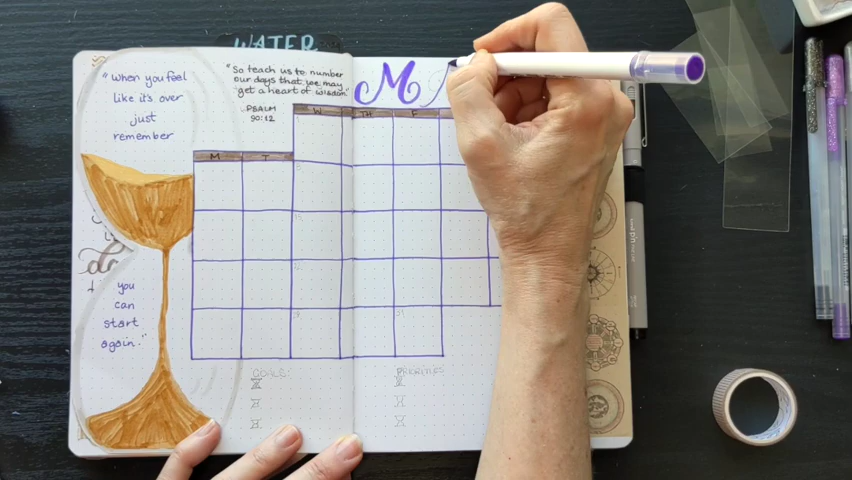 WATER
"When you feel
like it's over
just
remember
"So teach us to number
our days that we may
get a heart of wisdom."
PSALM
90:12
M
W
TH
F
M
T
you
can
start
again."
GOALS:
PRIORITIES: